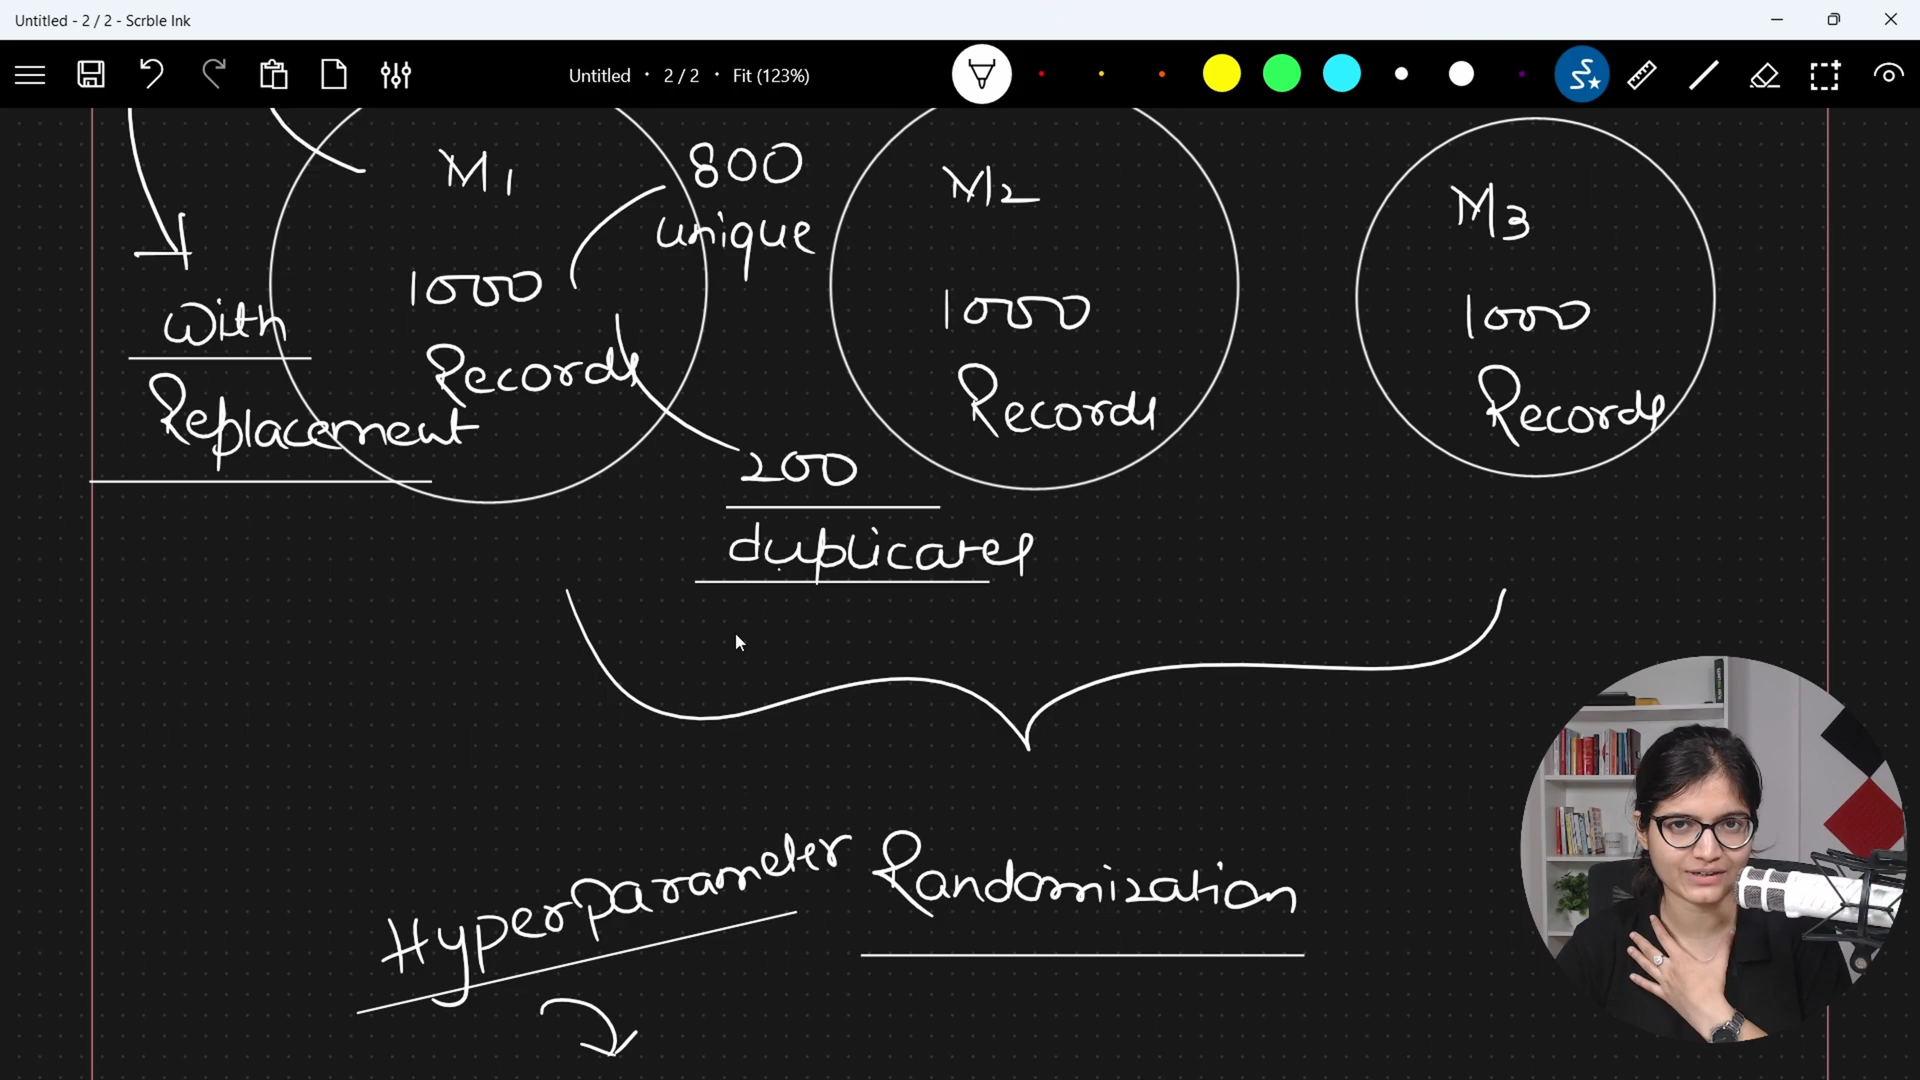 Untitled - 2 / 2 - Scrble Ink
Untitled • 2 / 2 • Fit (123%)
M1
800
unique
1000
Records
With
Replacement
200
duplicates
M2
1000
Records
M3
1000
Records
Hyperparameter
Randomization